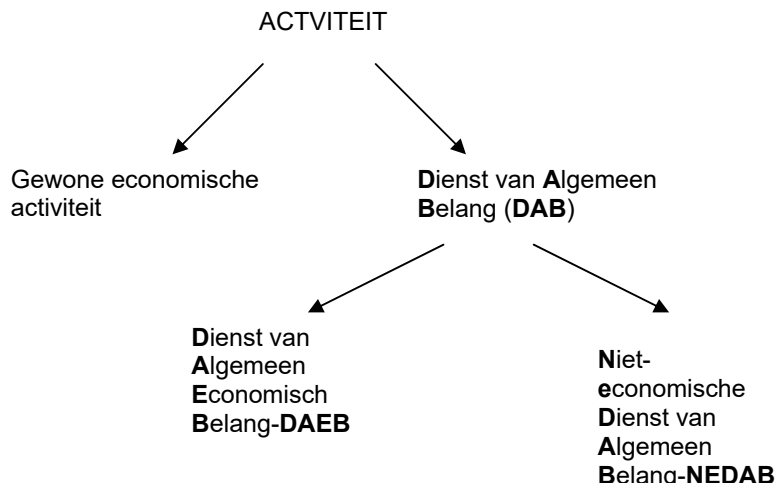 ACTVITEIT
Gewone economische
activiteit
Dienst van Algemeen
Belang (DAB)
Dienst van
Algemeen
Economisch
Belang-DAEB
Niet-
economische
Dienst van
Algemeen
Belang-NEDAB